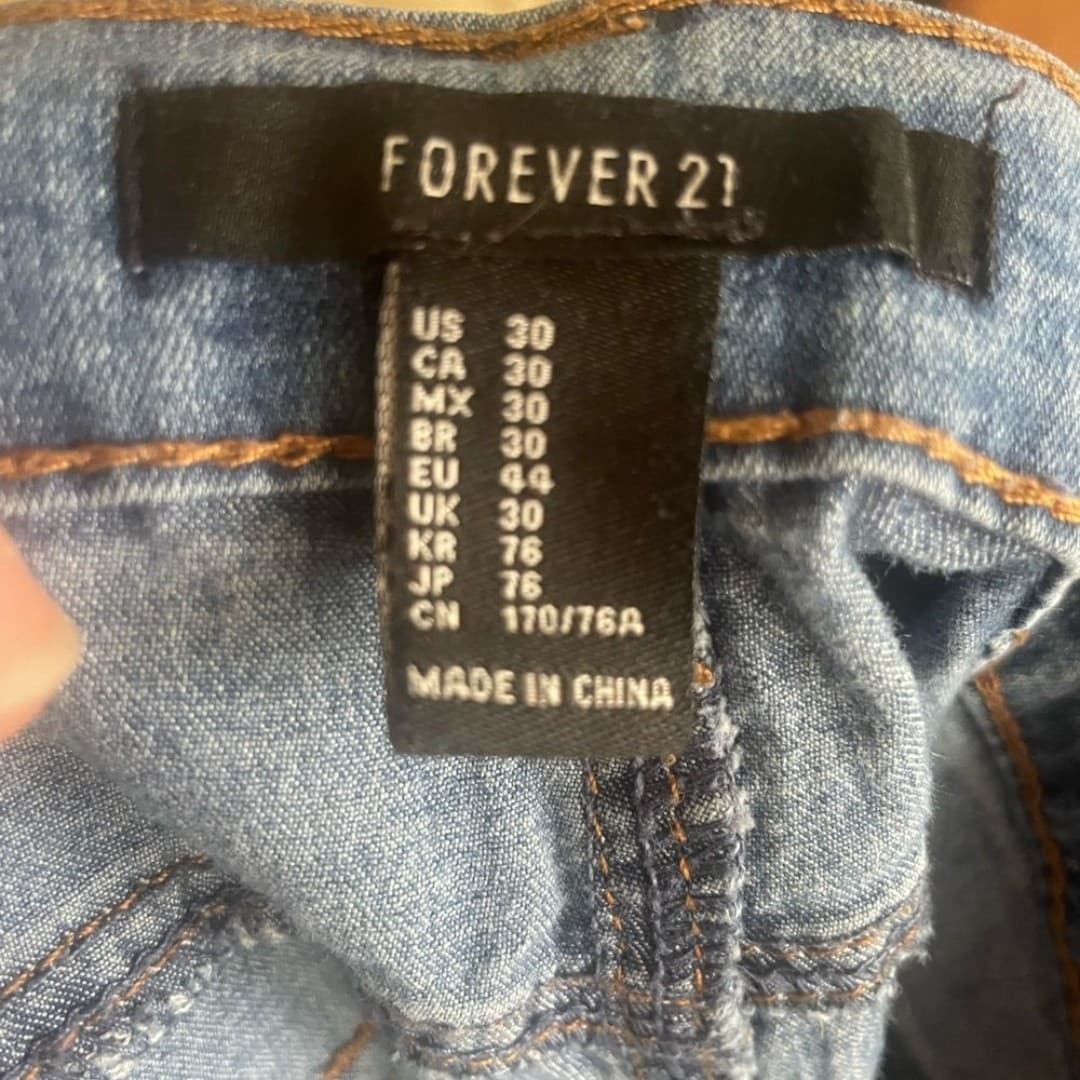 FOREVER 21
US 30
CA 30
MX 30
BR 30
EU 44
UK 30
KR 76
JP 76
CN 170/76A
MADE IN CHINA